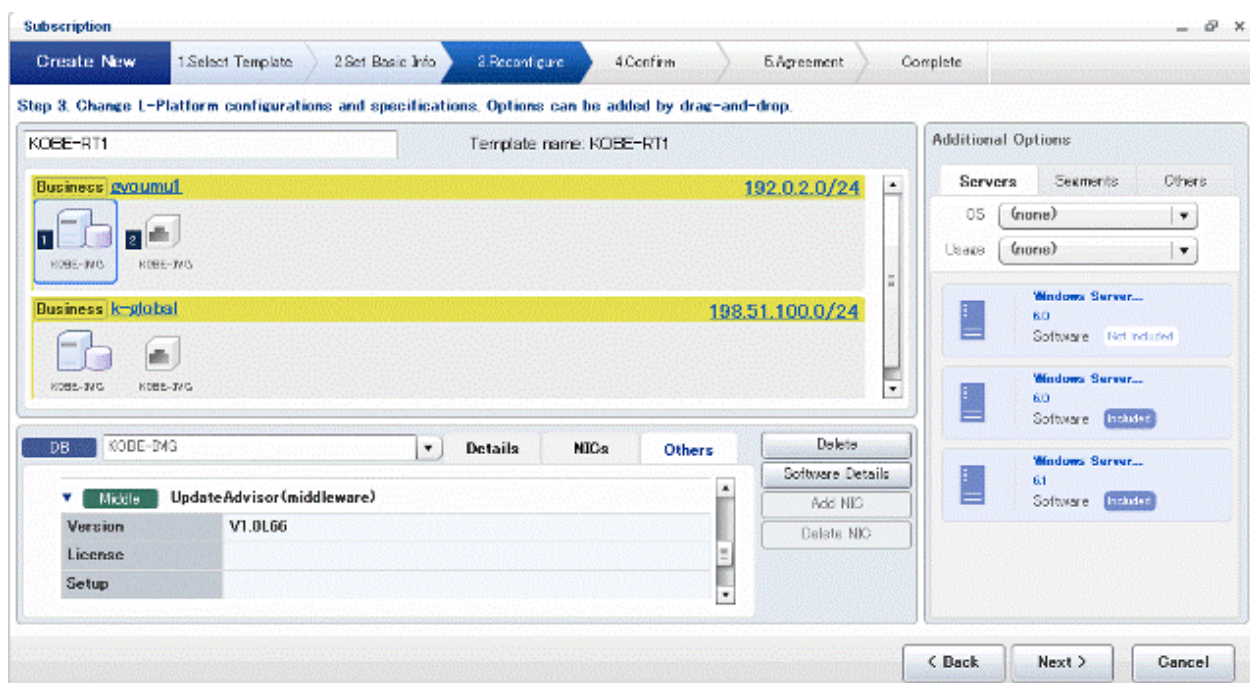 Subscription
Create New 1.Select Template 2.Set Basic Info 3.Reconfigure 4.Confirm 5.Agreement Complete
Step 3. Change L-Platform configurations and specifications. Options can be added by drag-and-drop.
KOBE-RT1 Template name: KOBE-RT1
Additional Options
Business gyoumu1 192.0.2.0/24
Servers Segments Others
OS (none)
Usage (none)
1 2
KOBE-IMG KOBE-IMG
Business k-global 198.51.100.0/24
KOBE-IMG KOBE-IMG
Windows Server...
6.0
Software Not included
Windows Server...
6.0
Software Included
Windows Server...
6.1
Software Included
DB KOBE-IMG Details NICs Others
Delete
Software Details
Add NIC
Delete NIC
Middle UpdateAdvisor(middleware)
Version V1.0L66
License
Setup
< Back Next > Cancel